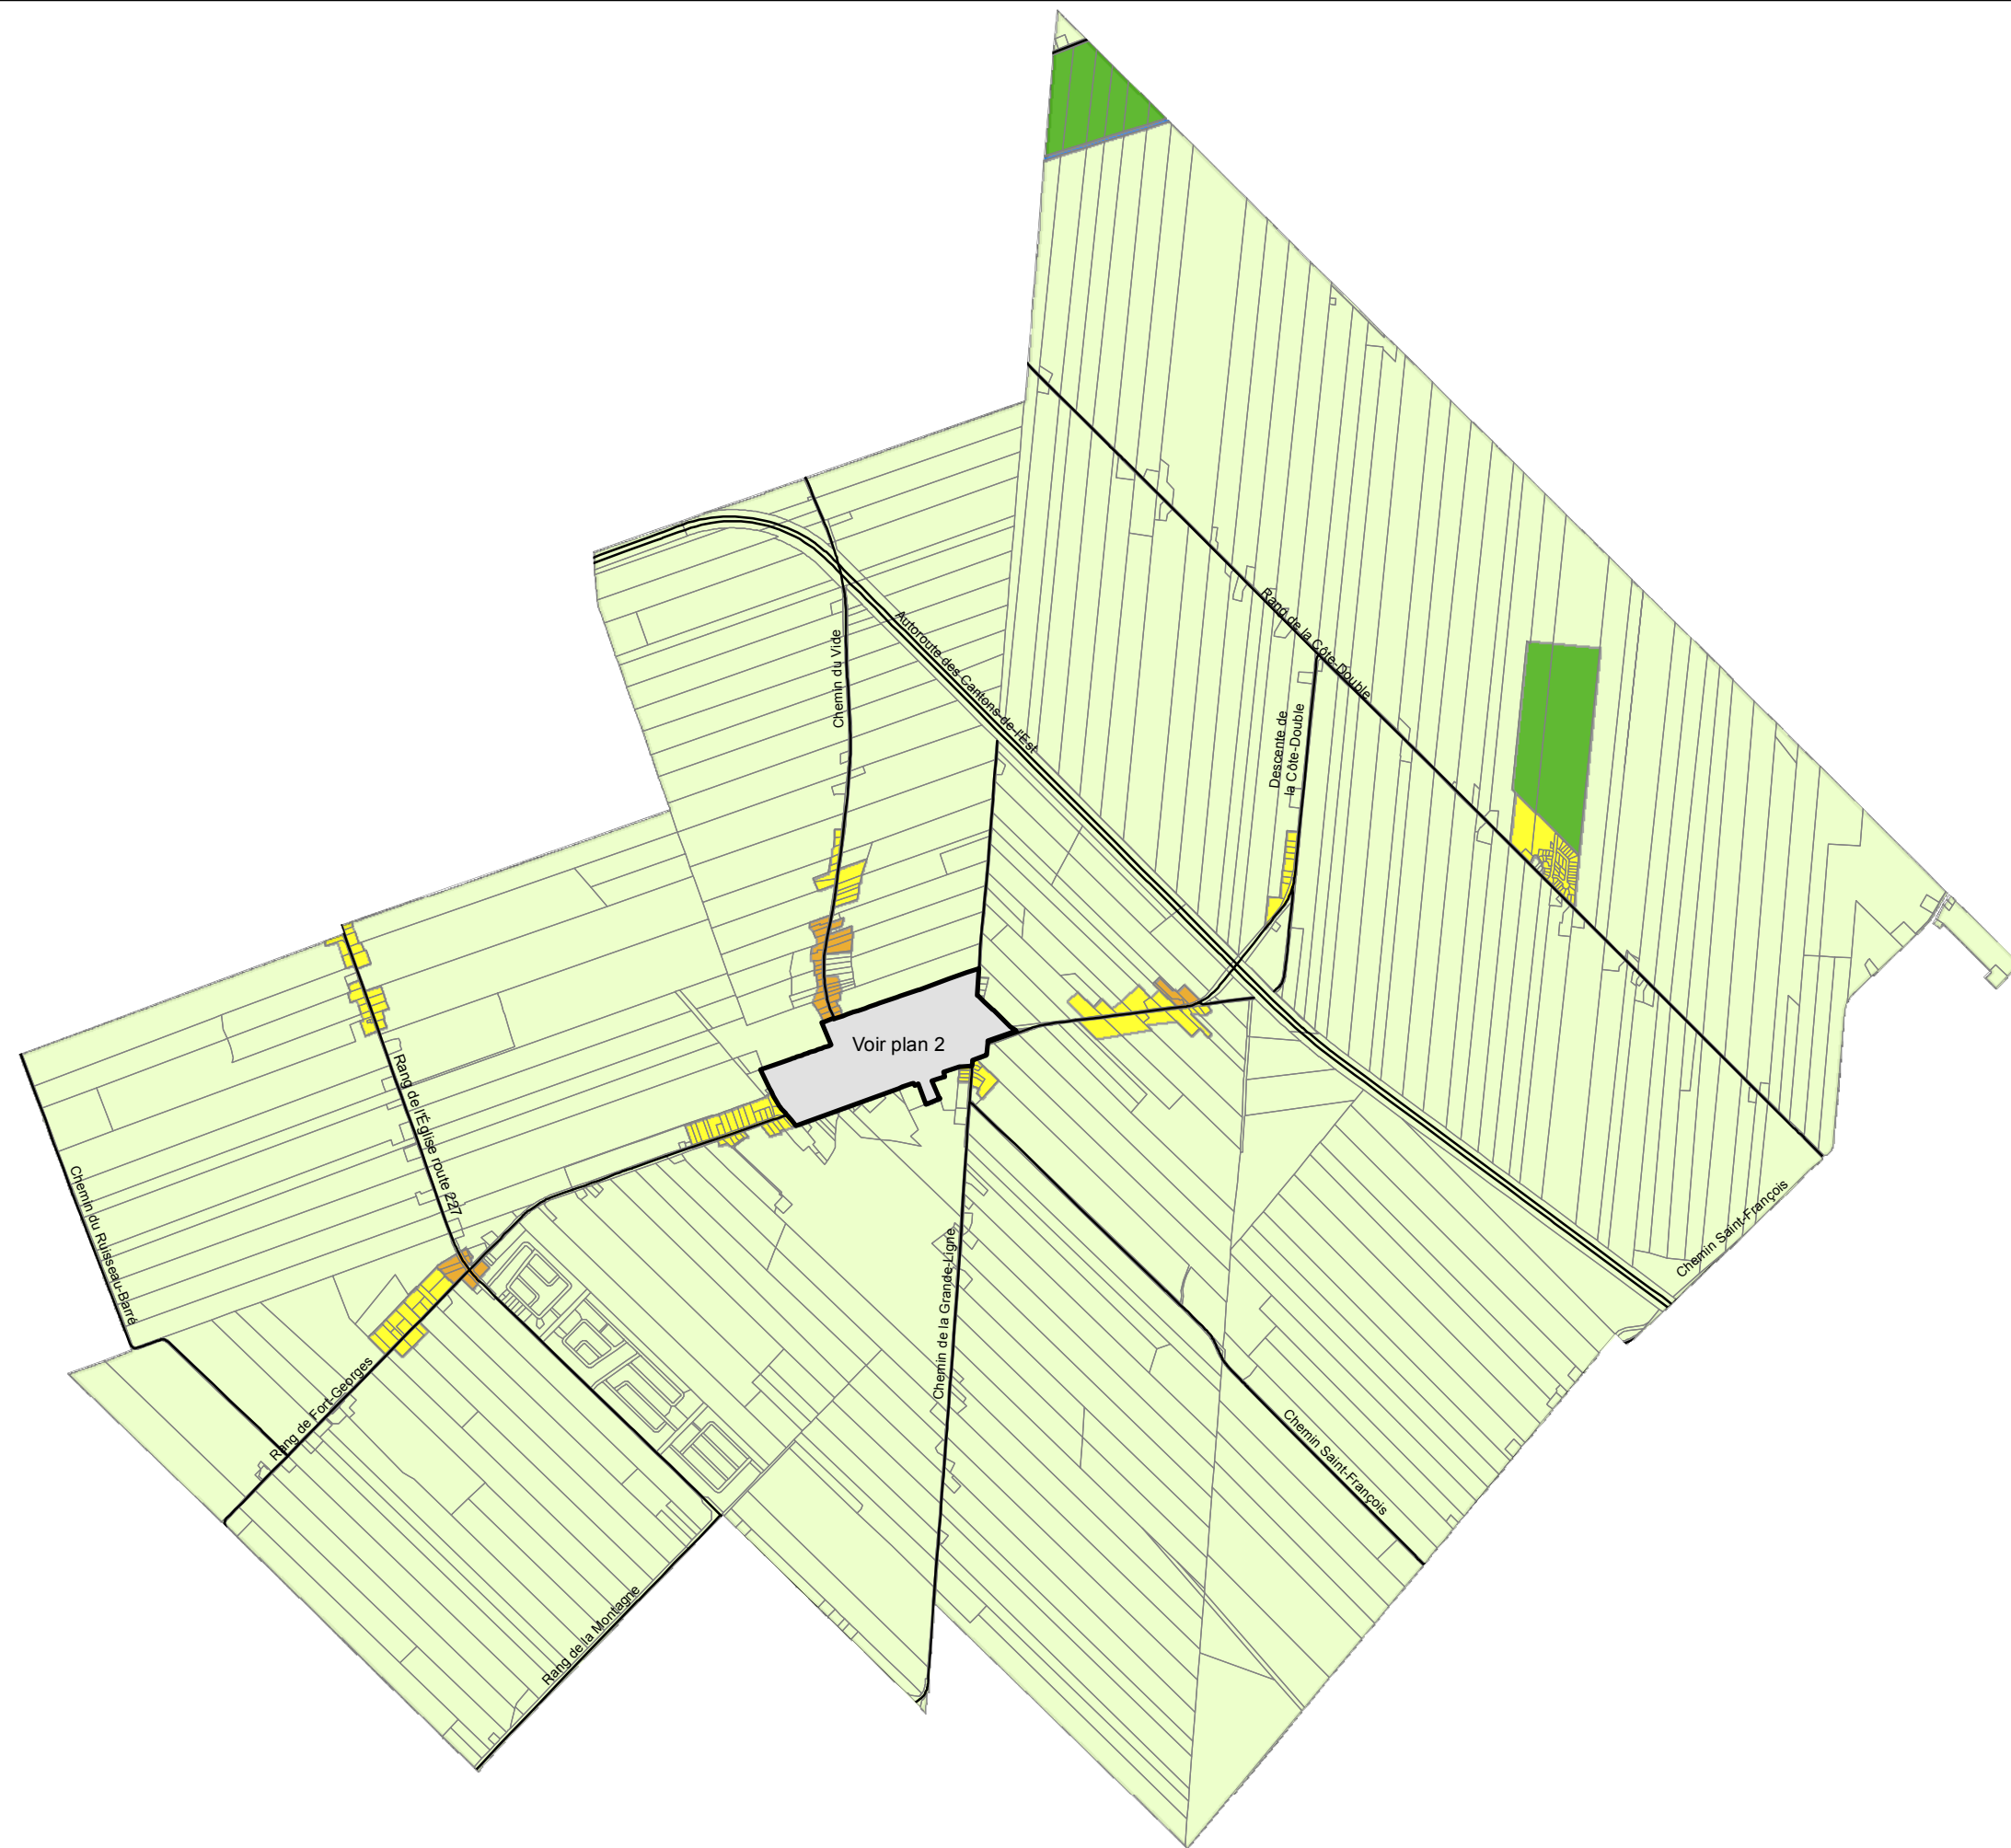 Rang de la Côte-Double
Autoroute des Cantons-de-l'Est
Chemin du Vide
Descente de
la Côte-Double
Voir plan 2
Rang de l'Église route 227
Chemin du Ruisseau-Barré
Chemin Saint-François
Chemin de la Grande-Ligne
Rang de Fort-Georges
Chemin Saint-François
Rang de la Montagne